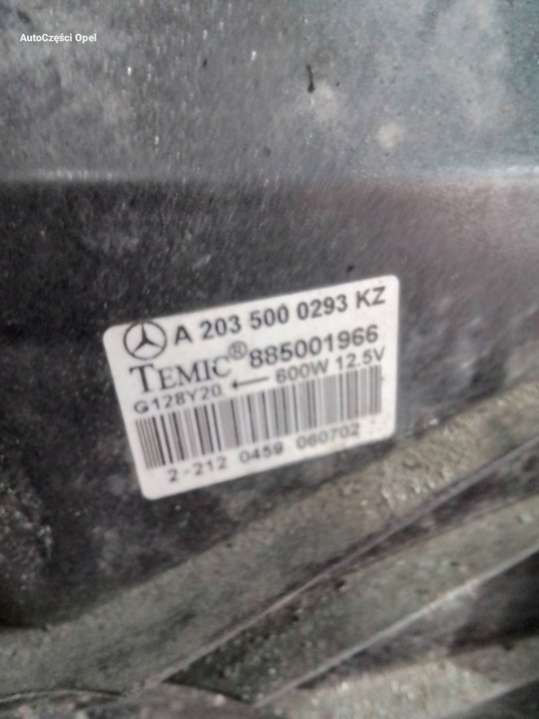 AutoCzęści Opel
A 203 500 0293 KZ
TEMIC® 885001966
G128Y20 ← 600W 12.5V
2-212 0459 060702